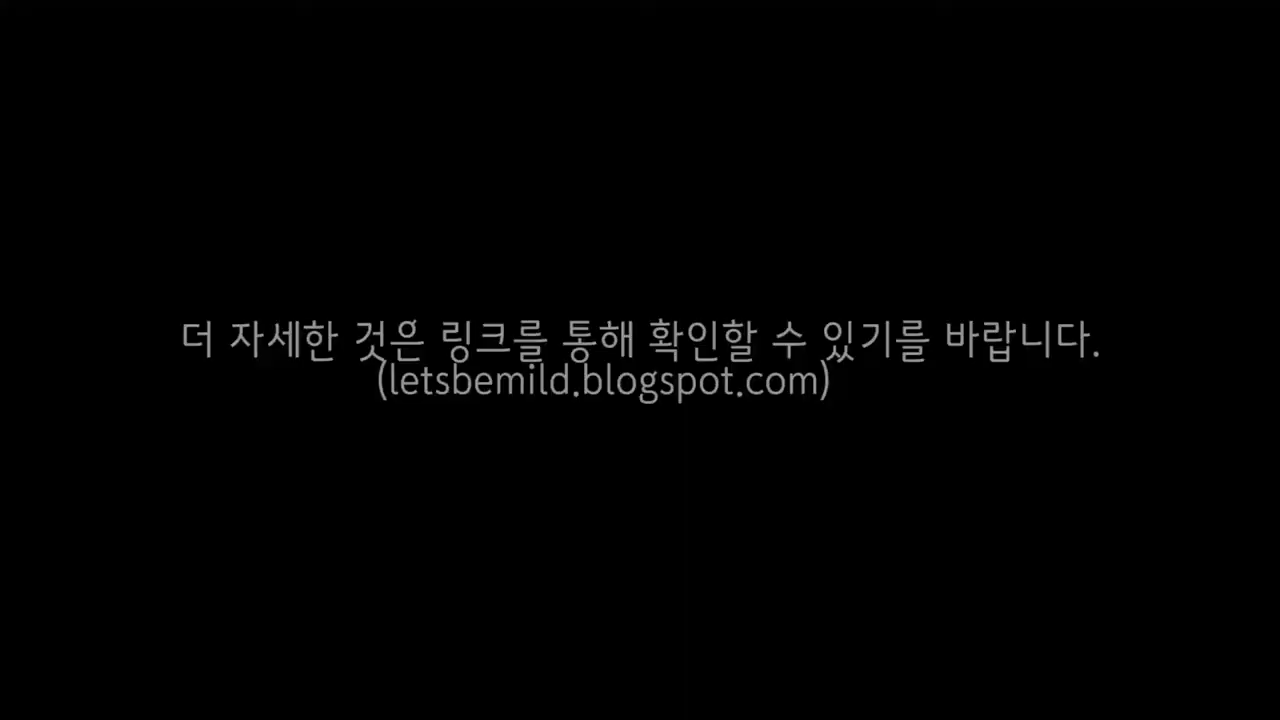 더 자세한 것은 링크를 통해 확인할 수 있기를 바랍니다.
(letsbemild.blogspot.com)